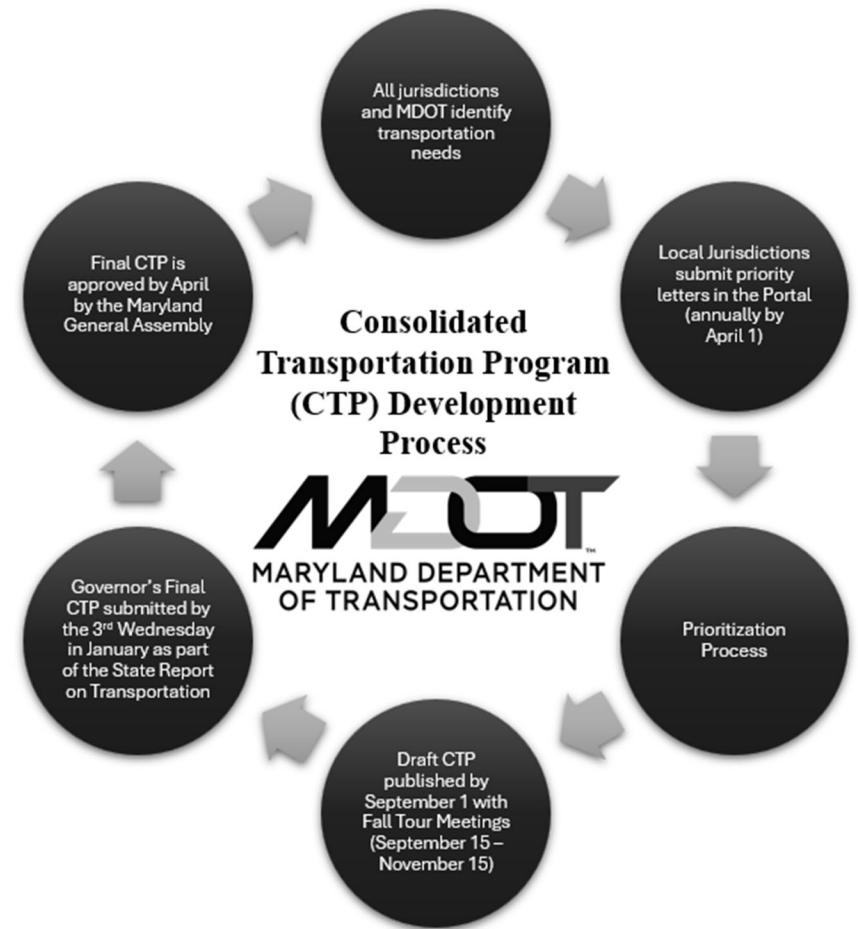 All jurisdictions
and MDOT identify
transportation
needs
Local Jurisdictions
submit priority
letters in the Portal
(annually by
April 1)
Prioritization
Process
Draft CTP
published by
September 1 with
Fall Tour Meetings
(September 15 –
November 15)
Governor's Final
CTP submitted by
the 3rd Wednesday
in January as part
of the State Report
on Transportation
Final CTP is
approved by April
by the Maryland
General Assembly
Consolidated
Transportation Program
(CTP) Development
Process
MDOT™
MARYLAND DEPARTMENT
OF TRANSPORTATION